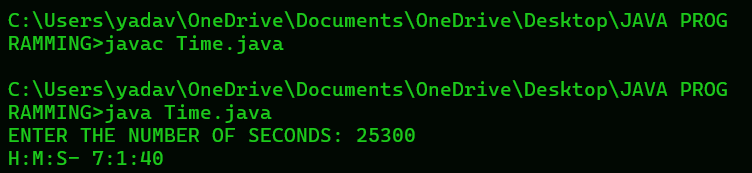 C:\Users\yadav\OneDrive\Documents\OneDrive\Desktop\JAVA PROG
RAMMING>javac Time.java
C:\Users\yadav\OneDrive\Documents\OneDrive\Desktop\JAVA PROG
RAMMING>java Time.java
ENTER THE NUMBER OF SECONDS: 25300
H:M:S- 7:1:40